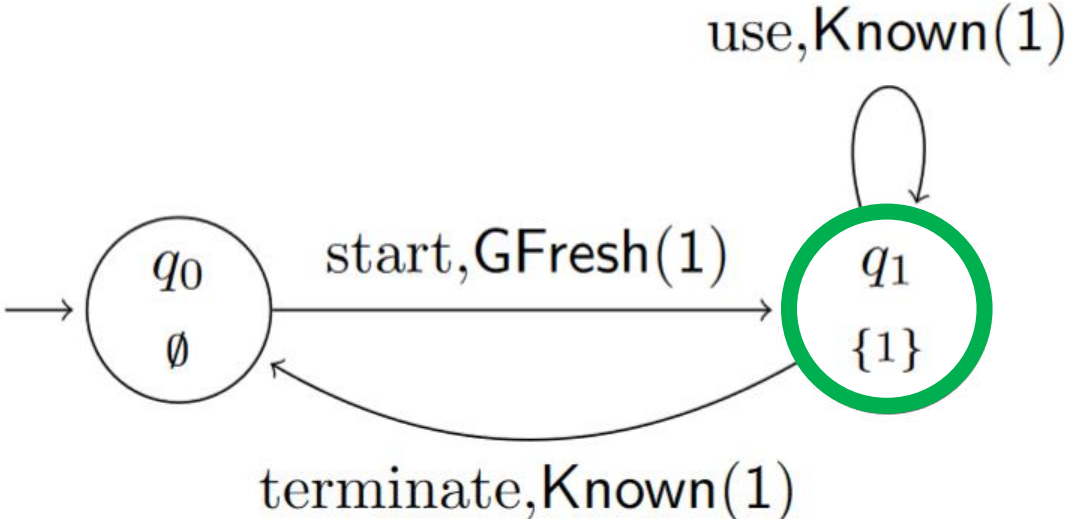 use,Known(1)
start,GFresh(1)
q₀
∅
q₁
{1}
terminate,Known(1)